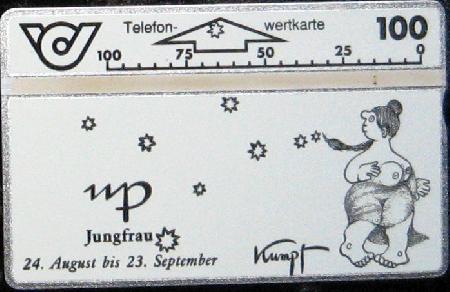 Telefon- wertkarte 100
100 75 50 25 0
Jungfrau
24. August bis 23. September
Kumpf